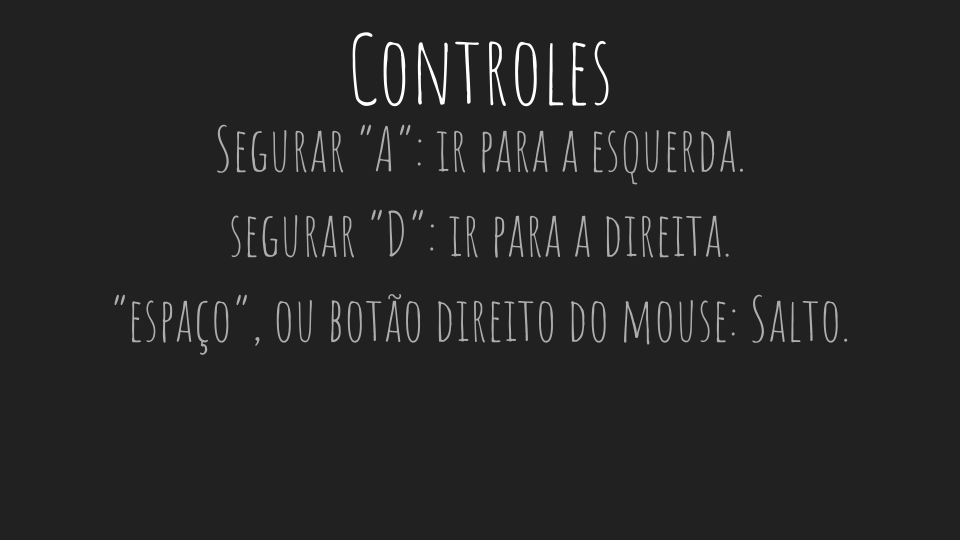 Controles
Segurar "A": ir para a esquerda.
segurar "D": ir para a direita.
"espaço", ou botão direito do mouse: Salto.